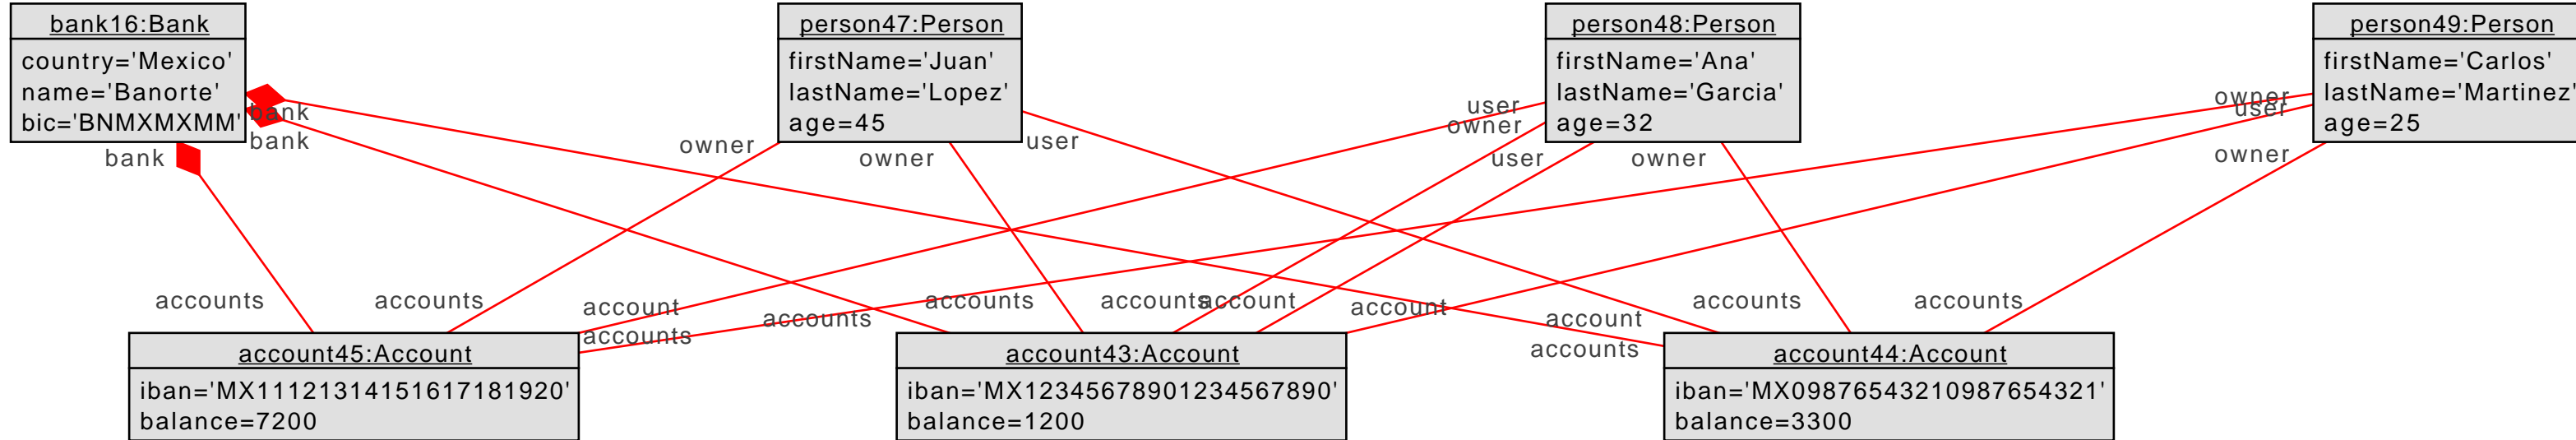 bank16:Bank
country='Mexico'
name='Banorte'
bic='BNMXMXMM'
person47:Person
firstName='Juan'
lastName='Lopez'
age=45
person48:Person
firstName='Ana'
lastName='Garcia'
age=32
person49:Person
firstName='Carlos'
lastName='Martinez'
age=25
bank
bank
bank
owner
owner
user
user
owner
user
owner
owner
user
owner
accounts
accounts
account
accounts
accounts
accounts
accounts
account
account
account
accounts
accounts
accounts
account45:Account
iban='MX11121314151617181920'
balance=7200
account43:Account
iban='MX12345678901234567890'
balance=1200
account44:Account
iban='MX09876543210987654321'
balance=3300